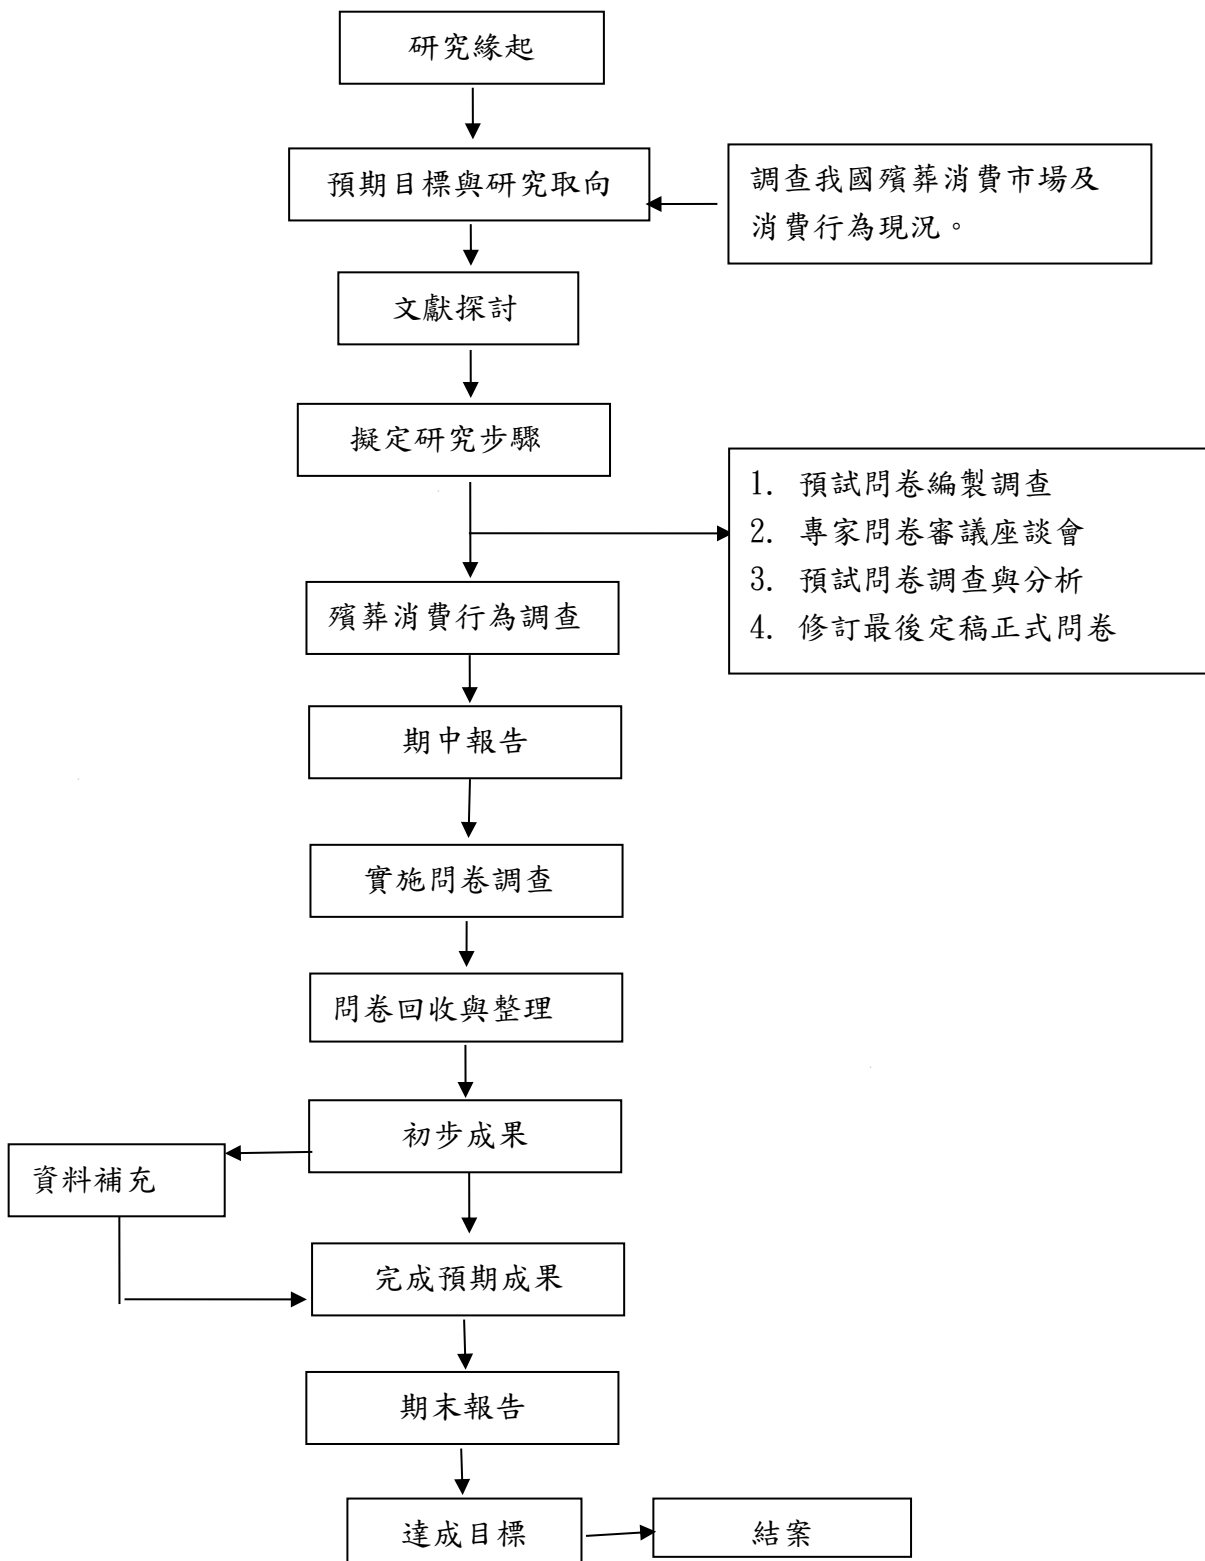 研究緣起
預期目標與研究取向
調查我國殯葬消費市場及
消費行為現況。
文獻探討
擬定研究步驟
1. 預試問卷編製調查
2. 專家問卷審議座談會
3. 預試問卷調查與分析
4. 修訂最後定稿正式問卷
殯葬消費行為調查
期中報告
實施問卷調查
問卷回收與整理
初步成果
資料補充
完成預期成果
期末報告
達成目標
結案